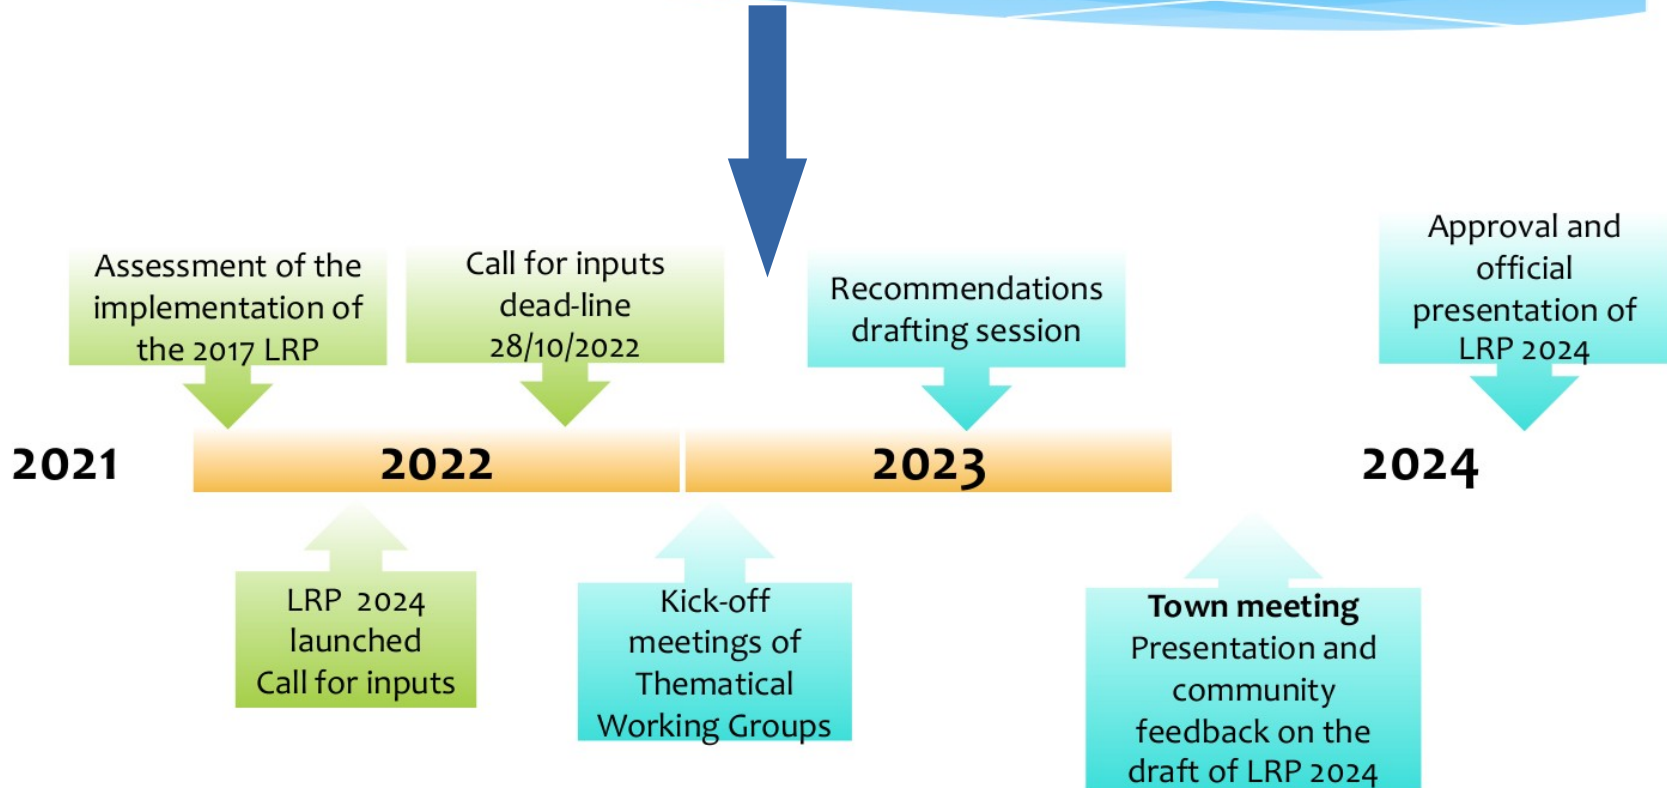 Assessment of the
implementation of
the 2017 LRP
Call for inputs
dead-line
28/10/2022
Recommendations
drafting session
Approval and
official
presentation of
LRP 2024
2021
2022
2023
2024
LRP 2024
launched
Call for inputs
Kick-off
meetings of
Thematical
Working Groups
Town meeting
Presentation and
community
feedback on the
draft of LRP 2024